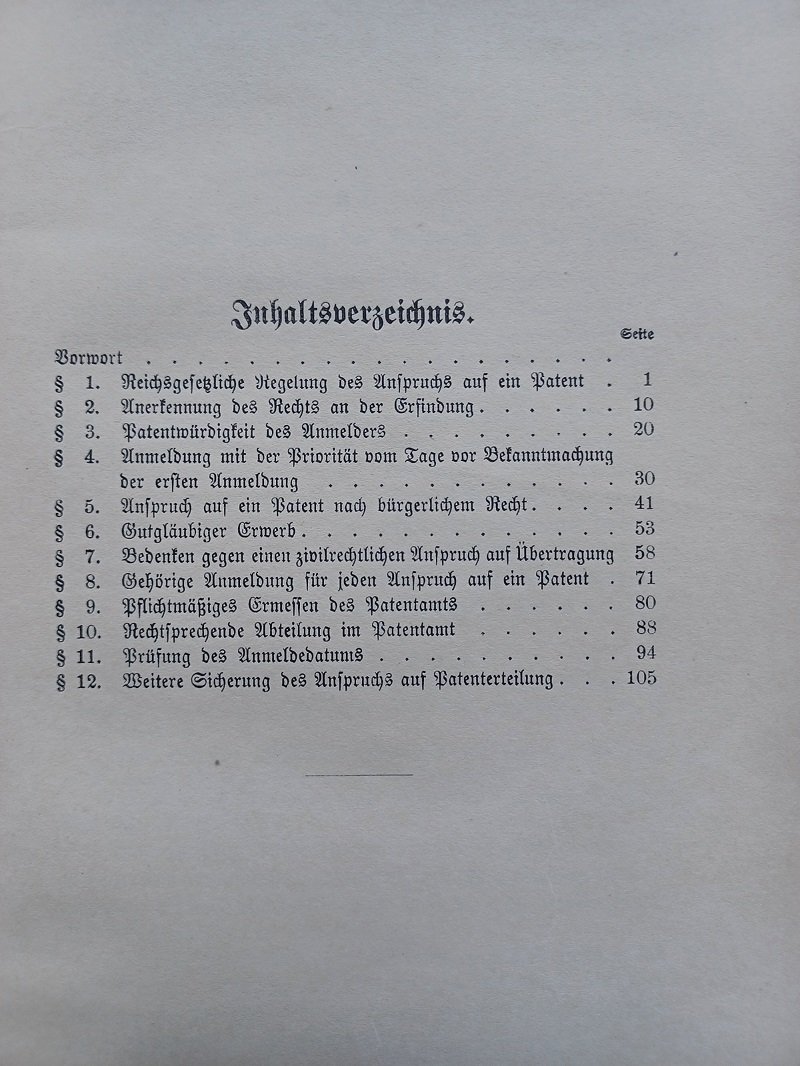 Inhaltsverzeichnis.
Seite
Vorwort . . . . . . . . . . . . . . . . . .
§ 1. Reichsgesetzliche Regelung des Anspruchs auf ein Patent . 1
§ 2. Anerkennung des Rechts an der Erfindung . . . . . . 10
§ 3. Patentwürdigkeit des Anmelders . . . . . . . . . 20
§ 4. Anmeldung mit der Priorität vom Tage vor Bekanntmachung
der ersten Anmeldung . . . . . . . . . . . . 30
§ 5. Anspruch auf ein Patent nach bürgerlichem Recht . . . . 41
§ 6. Gutgläubiger Erwerb . . . . . . . . . . . . . 53
§ 7. Bedenken gegen einen zivilrechtlichen Anspruch auf Übertragung 58
§ 8. Gehörige Anmeldung für jeden Anspruch auf ein Patent . 71
§ 9. Pflichtmäßiges Ermessen des Patentamts . . . . . . 80
§ 10. Rechtsprechende Abteilung im Patentamt . . . . . . 88
§ 11. Prüfung des Anmeldedatums . . . . . . . . . . 94
§ 12. Weitere Sicherung des Anspruchs auf Patenterteilung . . . 105